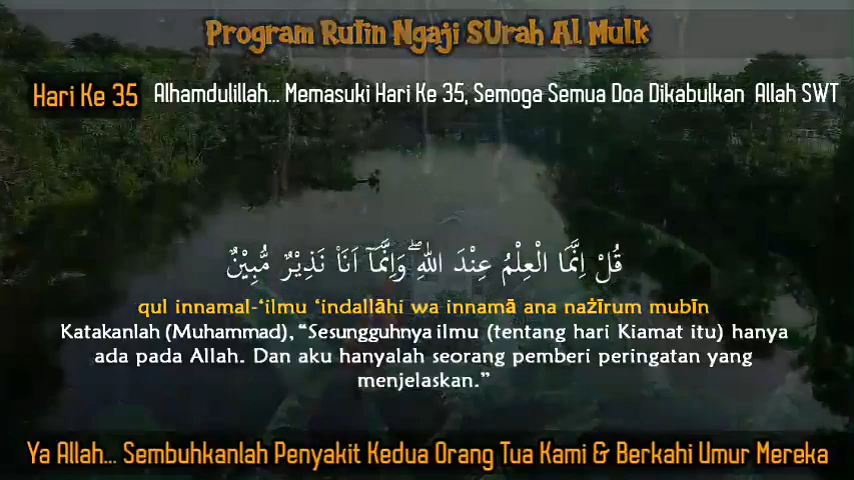 Program Rutin Ngaji SUrah Al Mulk
Hari Ke 35 Alhamdulillah... Memasuki Hari Ke 35, Semoga Semua Doa Dikabulkan Allah SWT
قُلْ اِنَّمَا الْعِلْمُ عِنْدَ اللّٰهِ ۖوَاِنَّمَآ اَنَا۠ نَذِيْرٌ مُّبِيْنٌ
qul innamal-‘ilmu ‘indallāhi wa innamā ana nażīrum mubīn
Katakanlah (Muhammad), “Sesungguhnya ilmu (tentang hari Kiamat itu) hanya
ada pada Allah. Dan aku hanyalah seorang pemberi peringatan yang
menjelaskan.”
Ya Allah... Sembuhkanlah Penyakit Kedua Orang Tua Kami & Berkahi Umur Mereka